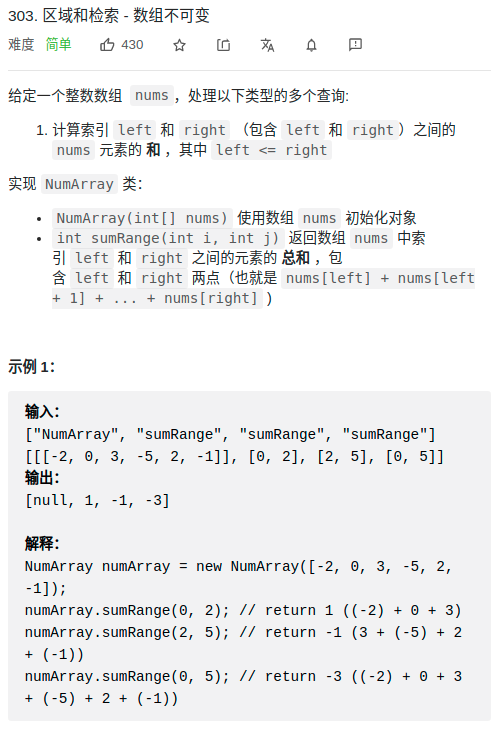 303. 区域和检索 - 数组不可变
难度 简单 430
给定一个整数数组 nums，处理以下类型的多个查询:
1. 计算索引 left 和 right （包含 left 和 right）之间的
nums 元素的 和 ，其中 left <= right
实现 NumArray 类：
• NumArray(int[] nums) 使用数组 nums 初始化对象
• int sumRange(int i, int j) 返回数组 nums 中索
引 left 和 right 之间的元素的 总和 ，包
含 left 和 right 两点（也就是 nums[left] + nums[left
+ 1] + ... + nums[right] )
示例 1：
输入：
["NumArray", "sumRange", "sumRange", "sumRange"]
[[[-2, 0, 3, -5, 2, -1]], [0, 2], [2, 5], [0, 5]]
输出：
[null, 1, -1, -3]
解释：
NumArray numArray = new NumArray([-2, 0, 3, -5, 2,
-1]);
numArray.sumRange(0, 2); // return 1 ((-2) + 0 + 3)
numArray.sumRange(2, 5); // return -1 (3 + (-5) + 2
+ (-1))
numArray.sumRange(0, 5); // return -3 ((-2) + 0 + 3
+ (-5) + 2 + (-1))